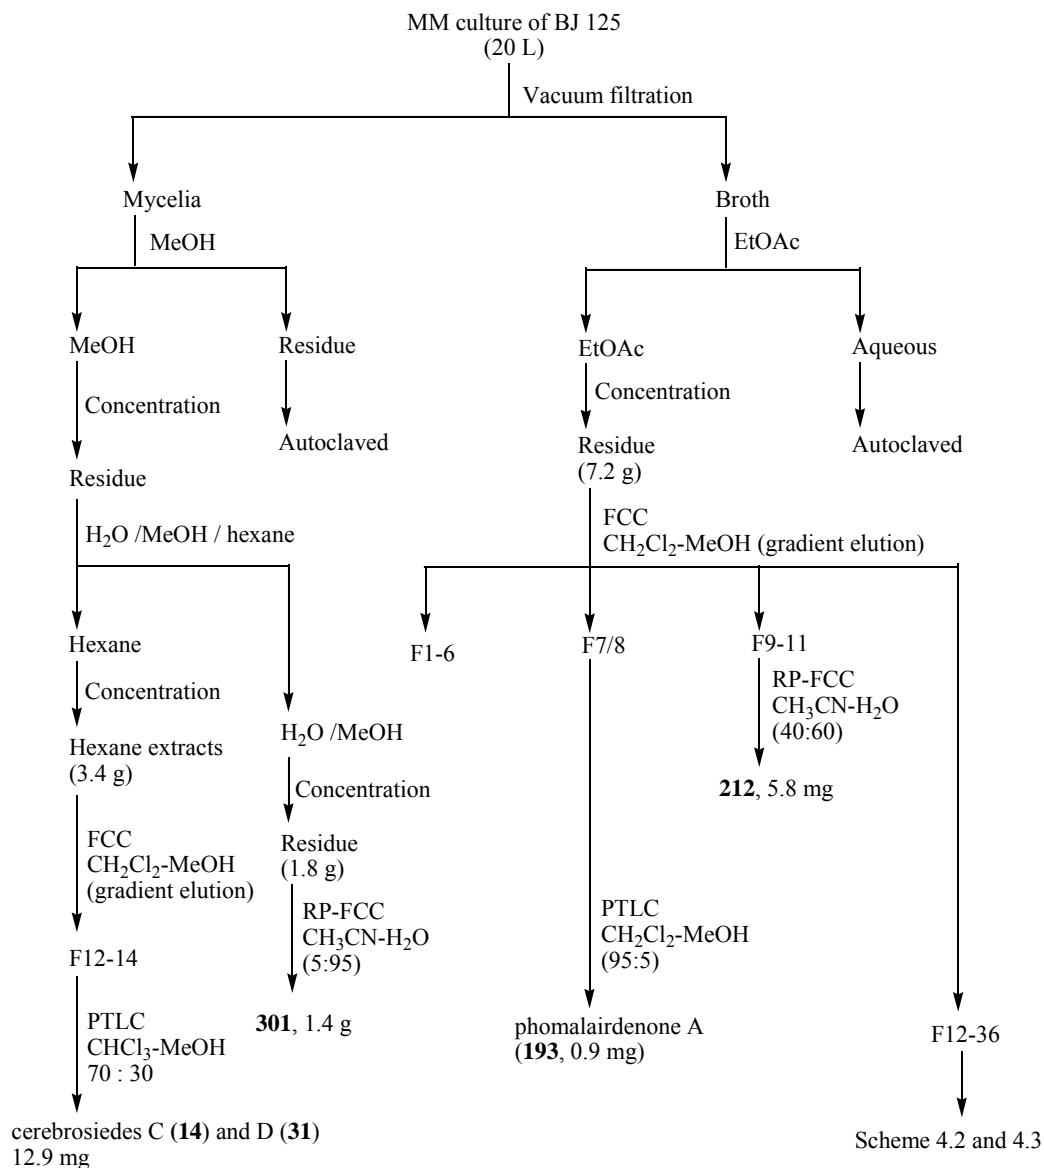 MM culture of BJ 125
(20 L)
Vacuum filtration
Mycelia
Broth
MeOH
EtOAc
MeOH
Residue
EtOAc
Aqueous
Concentration
Concentration
Autoclaved
Residue
(7.2 g)
Autoclaved
Residue
H₂O /MeOH / hexane
FCC
CH₂Cl₂-MeOH (gradient elution)
Hexane
F1-6
F7/8
F9-11
Concentration
RP-FCC
CH₃CN-H₂O
(40:60)
Hexane extracts
(3.4 g)
H₂O /MeOH
212, 5.8 mg
Concentration
FCC
CH₂Cl₂-MeOH
(gradient elution)
Residue
(1.8 g)
RP-FCC
CH₃CN-H₂O
(5:95)
PTLC
CH₂Cl₂-MeOH
(95:5)
F12-14
301, 1.4 g
PTLC
CHCl₃-MeOH
70 : 30
phomalairdenone A
(193, 0.9 mg)
F12-36
cerebrosiedes C (14) and D (31)
12.9 mg
Scheme 4.2 and 4.3